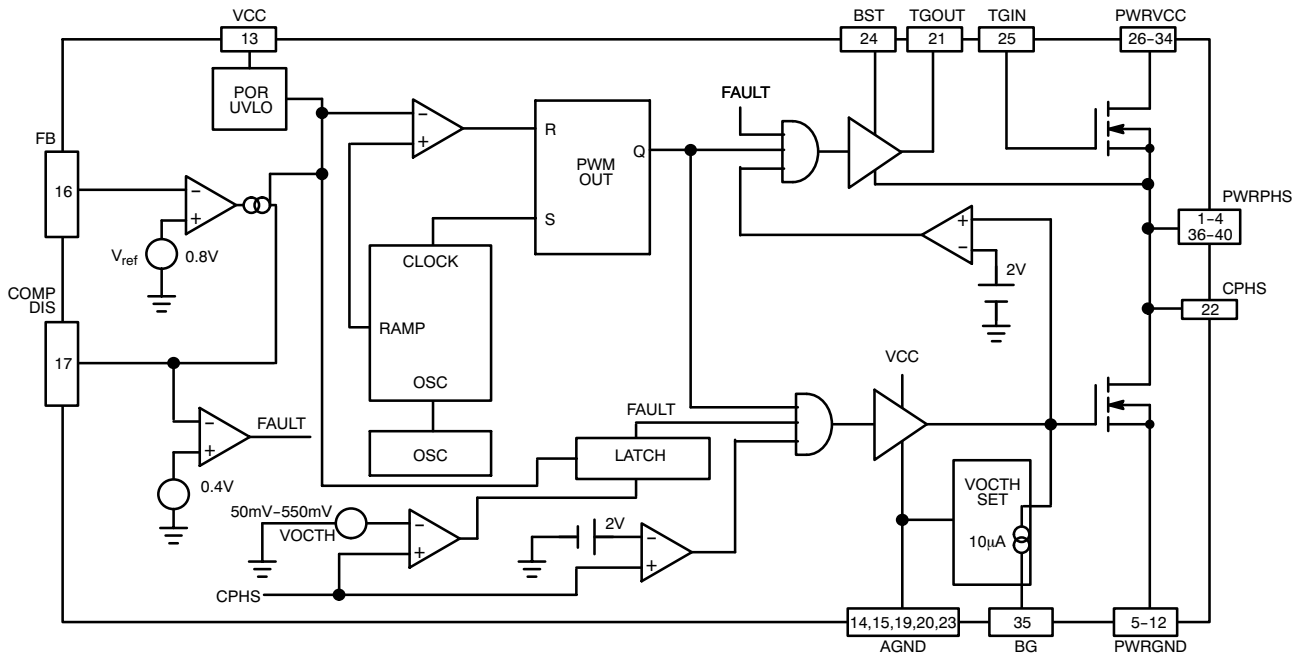 VCC
13
BST
24
TGOUT
21
TGIN
25
PWRVCC
26-34
POR
UVLO
FAULT
FB
16
R
Q
PWM
OUT
S
Vref
0.8V
CLOCK
RAMP
OSC
OSC
2V
PWRPHS
1-4
36-40
CPHS
22
COMP
DIS
17
FAULT
0.4V
VCC
FAULT
LATCH
50mV-550mV
VOCTH
2V
CPHS
VOCTH
SET
10μA
14,15,19,20,23
AGND
35
BG
5-12
PWRGND